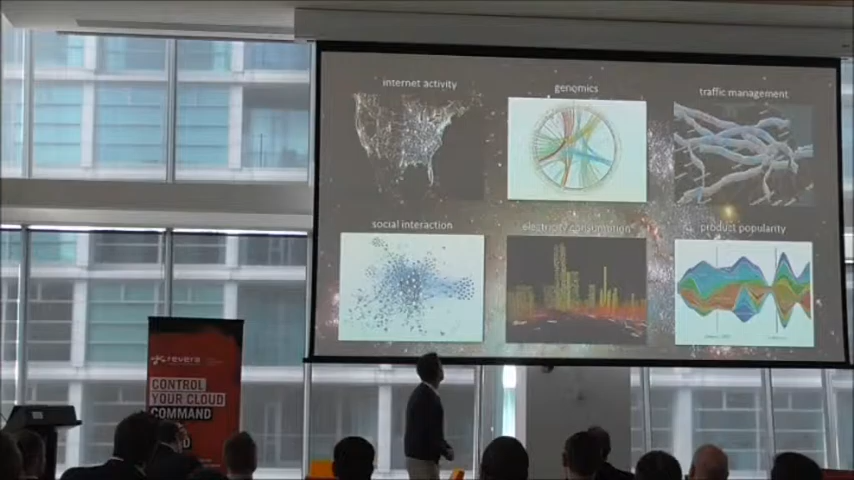 internet activity
genomics
traffic management
social interaction
electricity consumption
product popularity
revera
CONTROL
YOUR CLOUD
COMMAND